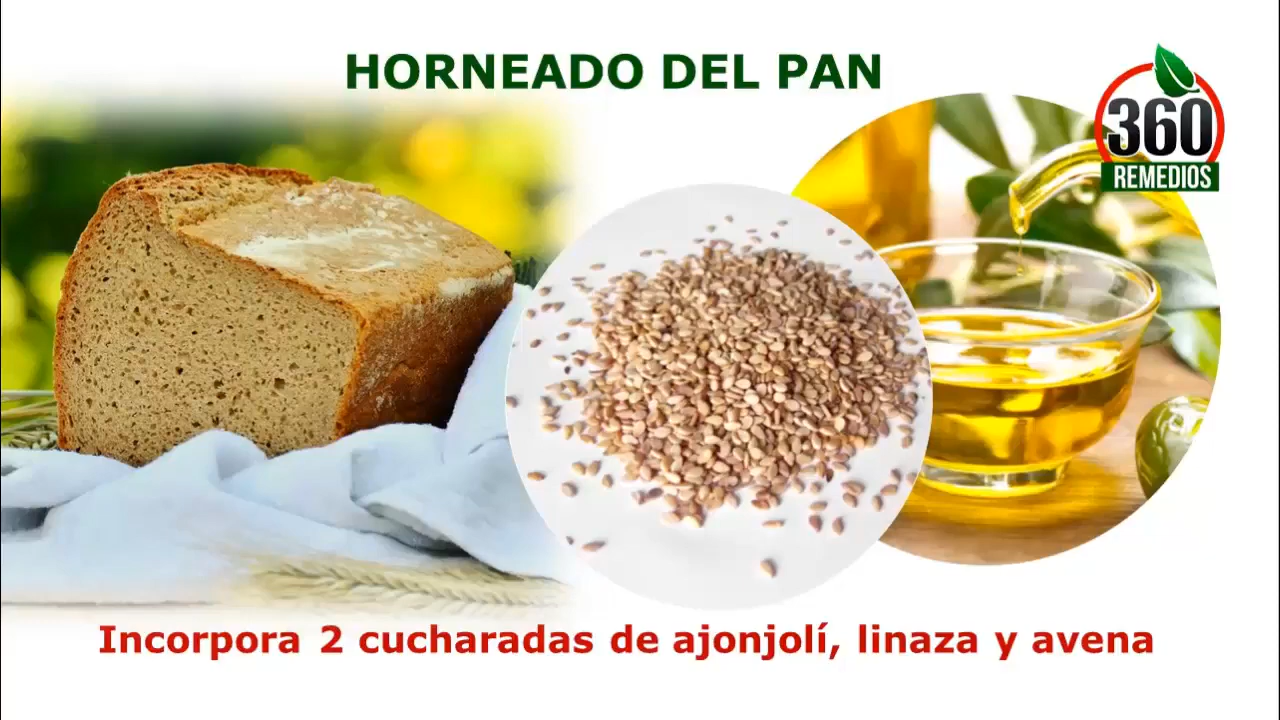 HORNEADO DEL PAN
360
REMEDIOS
Incorpora 2 cucharadas de ajonjolí, linaza y avena